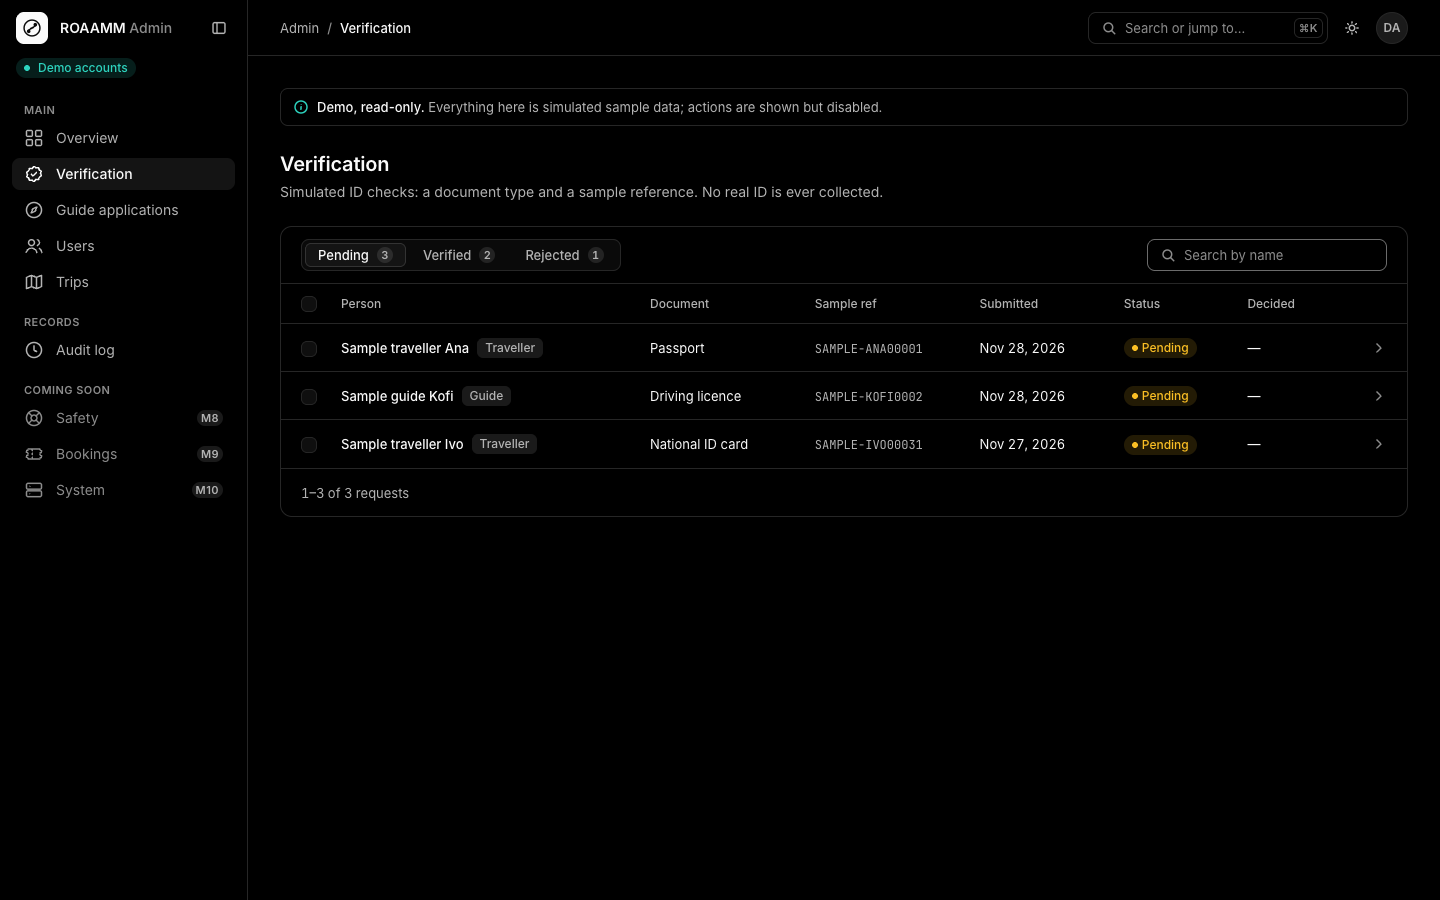 ROAAMM Admin
Demo accounts
MAIN
Overview
Verification
Guide applications
Users
Trips
RECORDS
Audit log
COMING SOON
Safety M8
Bookings M9
System M10
Admin / Verification
Search or jump to... ⌘K
DA
Demo, read-only. Everything here is simulated sample data; actions are shown but disabled.
Verification
Simulated ID checks: a document type and a sample reference. No real ID is ever collected.
Pending 3 Verified 2 Rejected 1
Search by name
Person Document Sample ref Submitted Status Decided
Sample traveller Ana Traveller Passport SAMPLE-ANA00001 Nov 28, 2026 Pending —
Sample guide Kofi Guide Driving licence SAMPLE-KOFI0002 Nov 28, 2026 Pending —
Sample traveller Ivo Traveller National ID card SAMPLE-IVO00031 Nov 27, 2026 Pending —
1–3 of 3 requests